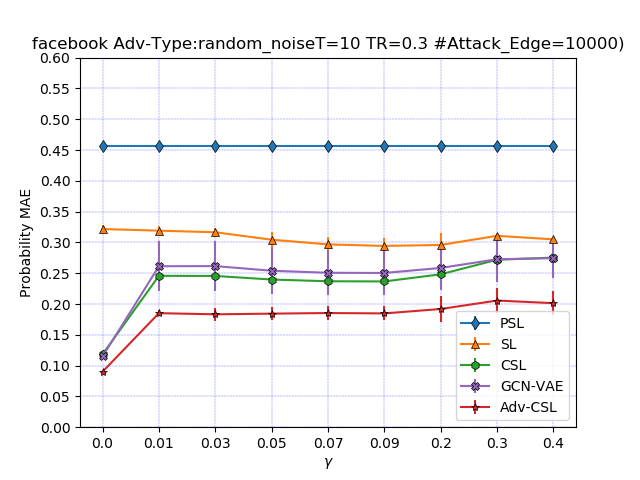 facebook Adv-Type:random_noiseT=10 TR=0.3 #Attack_Edge=10000)
0.60
0.55
0.50
0.45
0.40
0.35
0.30
0.25
0.20
0.15
0.10
0.05
0.00
Probability MAE
PSL
SL
CSL
GCN-VAE
Adv-CSL
0.0 0.01 0.03 0.05 0.07 0.09 0.2 0.3 0.4
γ